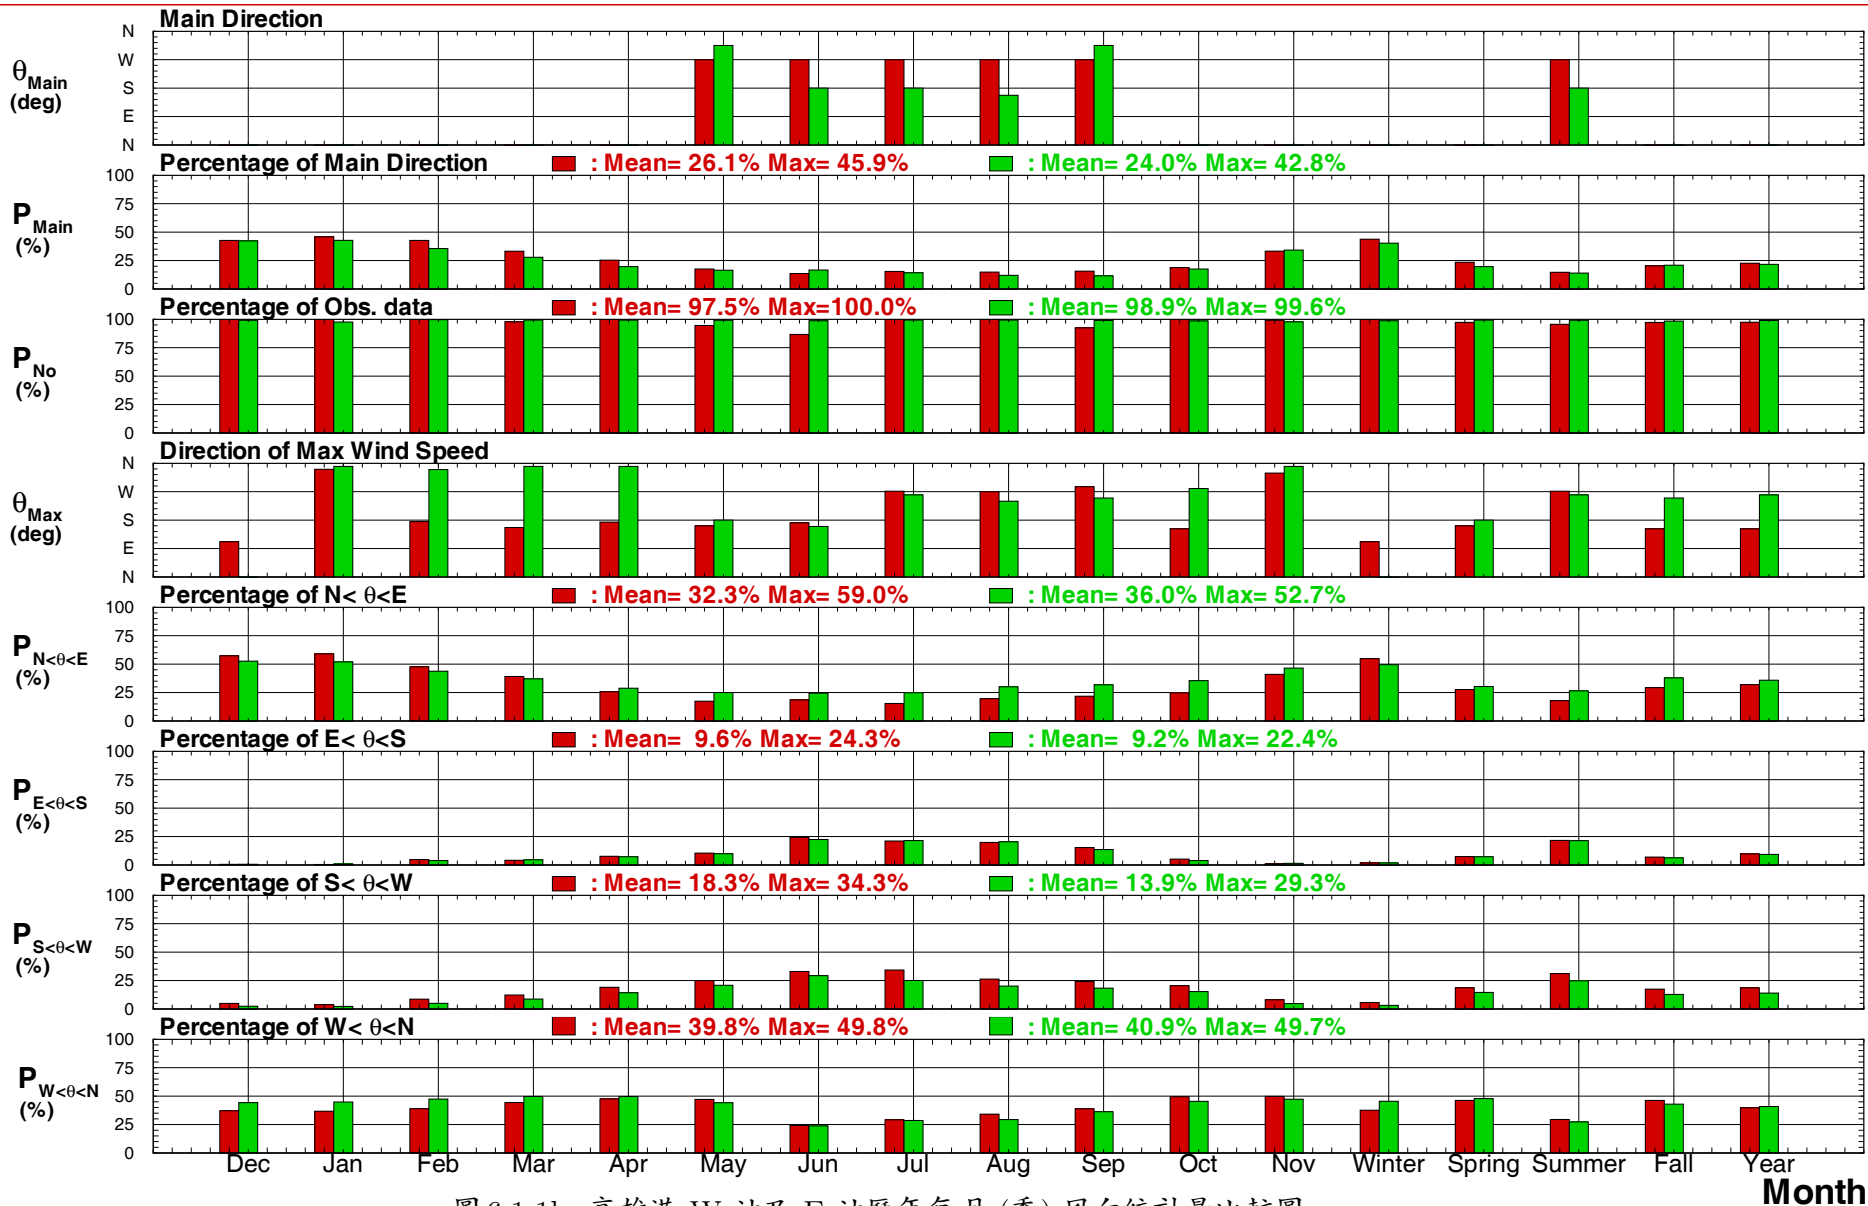 Main Direction
θMain (deg)
N
W
S
E
N
Percentage of Main Direction : Mean= 26.1% Max= 45.9% : Mean= 24.0% Max= 42.8%
PMain (%)
100
75
50
25
0
Percentage of Obs. data : Mean= 97.5% Max=100.0% : Mean= 98.9% Max= 99.6%
PNo (%)
100
75
50
25
0
Direction of Max Wind Speed
θMax (deg)
N
W
S
E
N
Percentage of N< θ<E : Mean= 32.3% Max= 59.0% : Mean= 36.0% Max= 52.7%
PN<θ<E (%)
100
75
50
25
0
Percentage of E< θ<S : Mean= 9.6% Max= 24.3% : Mean= 9.2% Max= 22.4%
PE<θ<S (%)
100
75
50
25
0
Percentage of S< θ<W : Mean= 18.3% Max= 34.3% : Mean= 13.9% Max= 29.3%
PS<θ<W (%)
100
75
50
25
0
Percentage of W< θ<N : Mean= 39.8% Max= 49.8% : Mean= 40.9% Max= 49.7%
PW<θ<N (%)
100
75
50
25
0
Dec Jan Feb Mar Apr May Jun Jul Aug Sep Oct Nov Winter Spring Summer Fall Year
Month